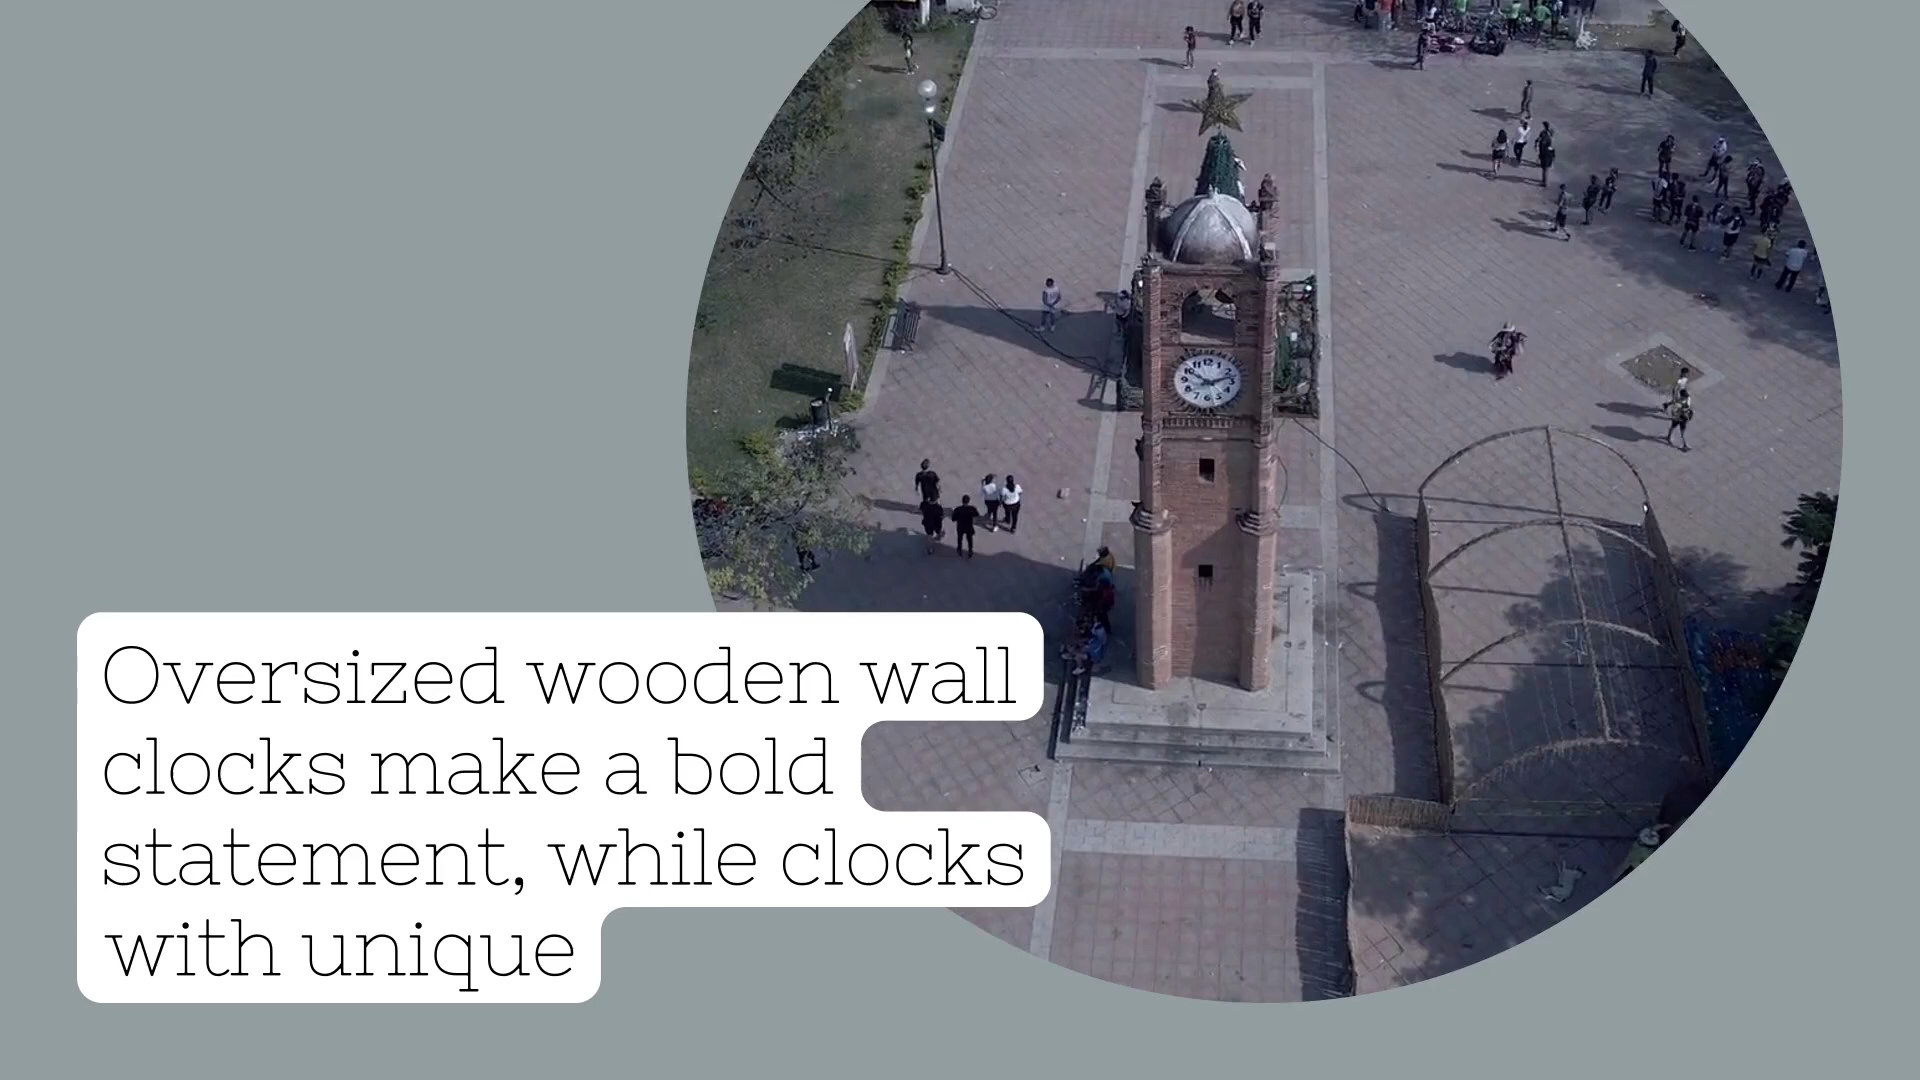 Oversized wooden wall
clocks make a bold
statement, while clocks
with unique